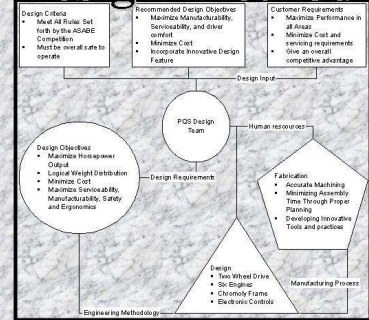 Design Criteria
Meet All Rules Set
forth by the ASABE
Competition
Must be overall safe to
operate
Recommended Design Objectives
Maximize Manufacturability,
Serviceability, and driver
comfort
Minimize Cost
Incorporate Innovative Design
Feature
Customer Requirements
Maximize Performance in
all Areas
Minimize Cost and
servicing requirements
Give an overall
competitive advantage
Design Input
PQS Design
Team
Human rescources
Design Objectives
Maximize Horsepower
Output
Logical Weight Distribution
Minimize Cost
Maximize Serviceability,
Manufacturability, Safety
and Ergonomics
Design Requirements
Fabrication
Accurate Machining
Minimizing Assembly
Time Through Proper
Planning
Developing Innovative
Tools and practices
Design
Two Wheel Drive
Six Engines
Chromoly Frame
Electronic Controls
Manufacturing Process
Engineering Methodology